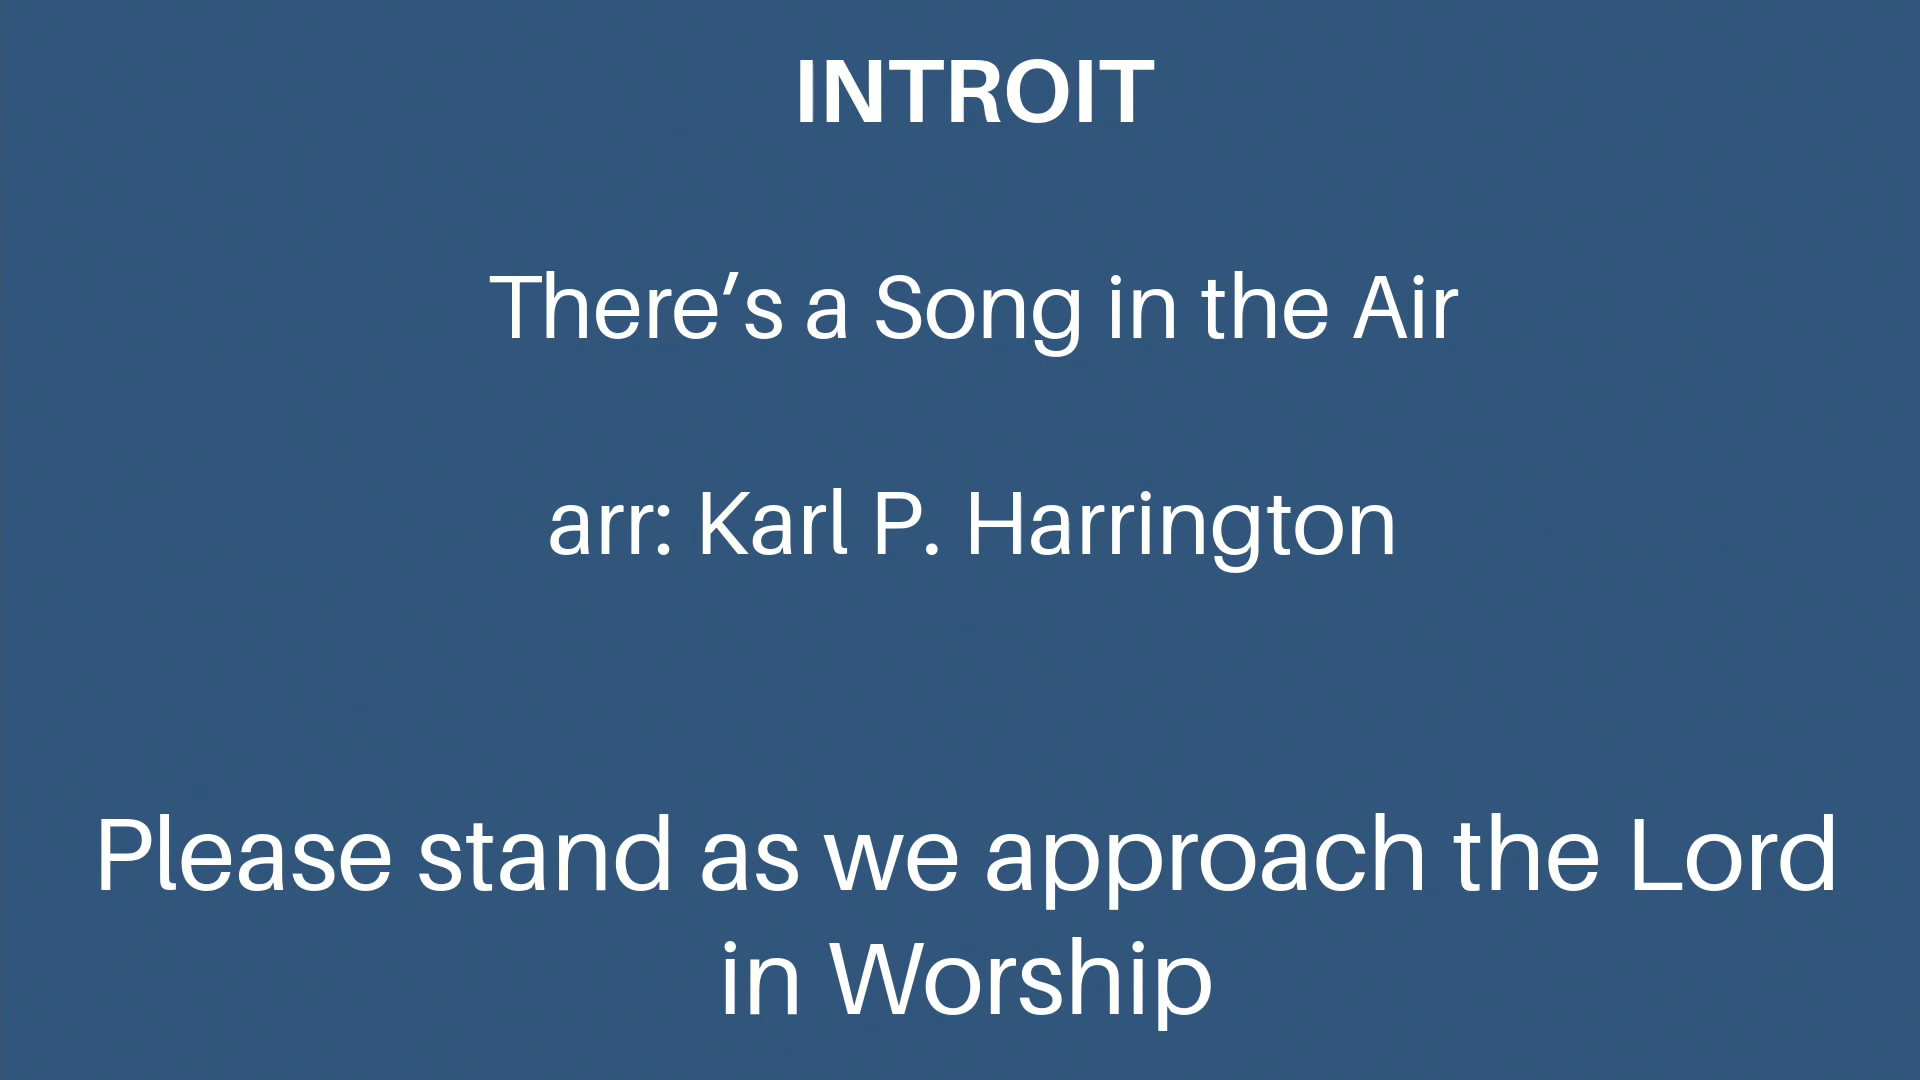 INTROIT
There’s a Song in the Air
arr: Karl P. Harrington
Please stand as we approach the Lord
in Worship